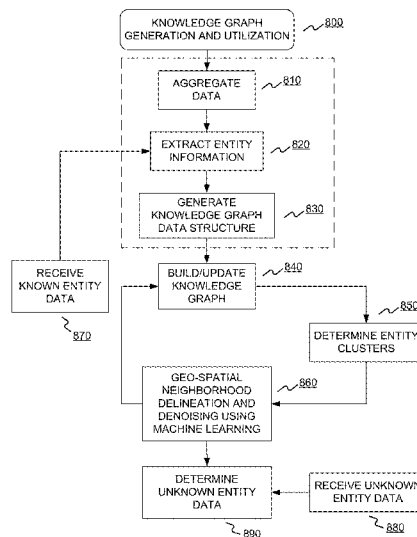 KNOWLEDGE GRAPH
GENERATION AND UTILIZATION
800
AGGREGATE
DATA
810
EXTRACT ENTITY
INFORMATION
820
GENERATE
KNOWLEDGE GRAPH
DATA STRUCTURE
830
BUILD/UPDATE
KNOWLEDGE
GRAPH
840
RECEIVE
KNOWN ENTITY
DATA
870
850
DETERMINE ENTITY
CLUSTERS
GEO-SPATIAL
NEIGHBORHOOD
DELINEATION AND
DENOISING USING
MACHINE LEARNING
860
DETERMINE
UNKNOWN ENTITY
DATA
890
RECEIVE UNKNOWN
ENTITY DATA
880